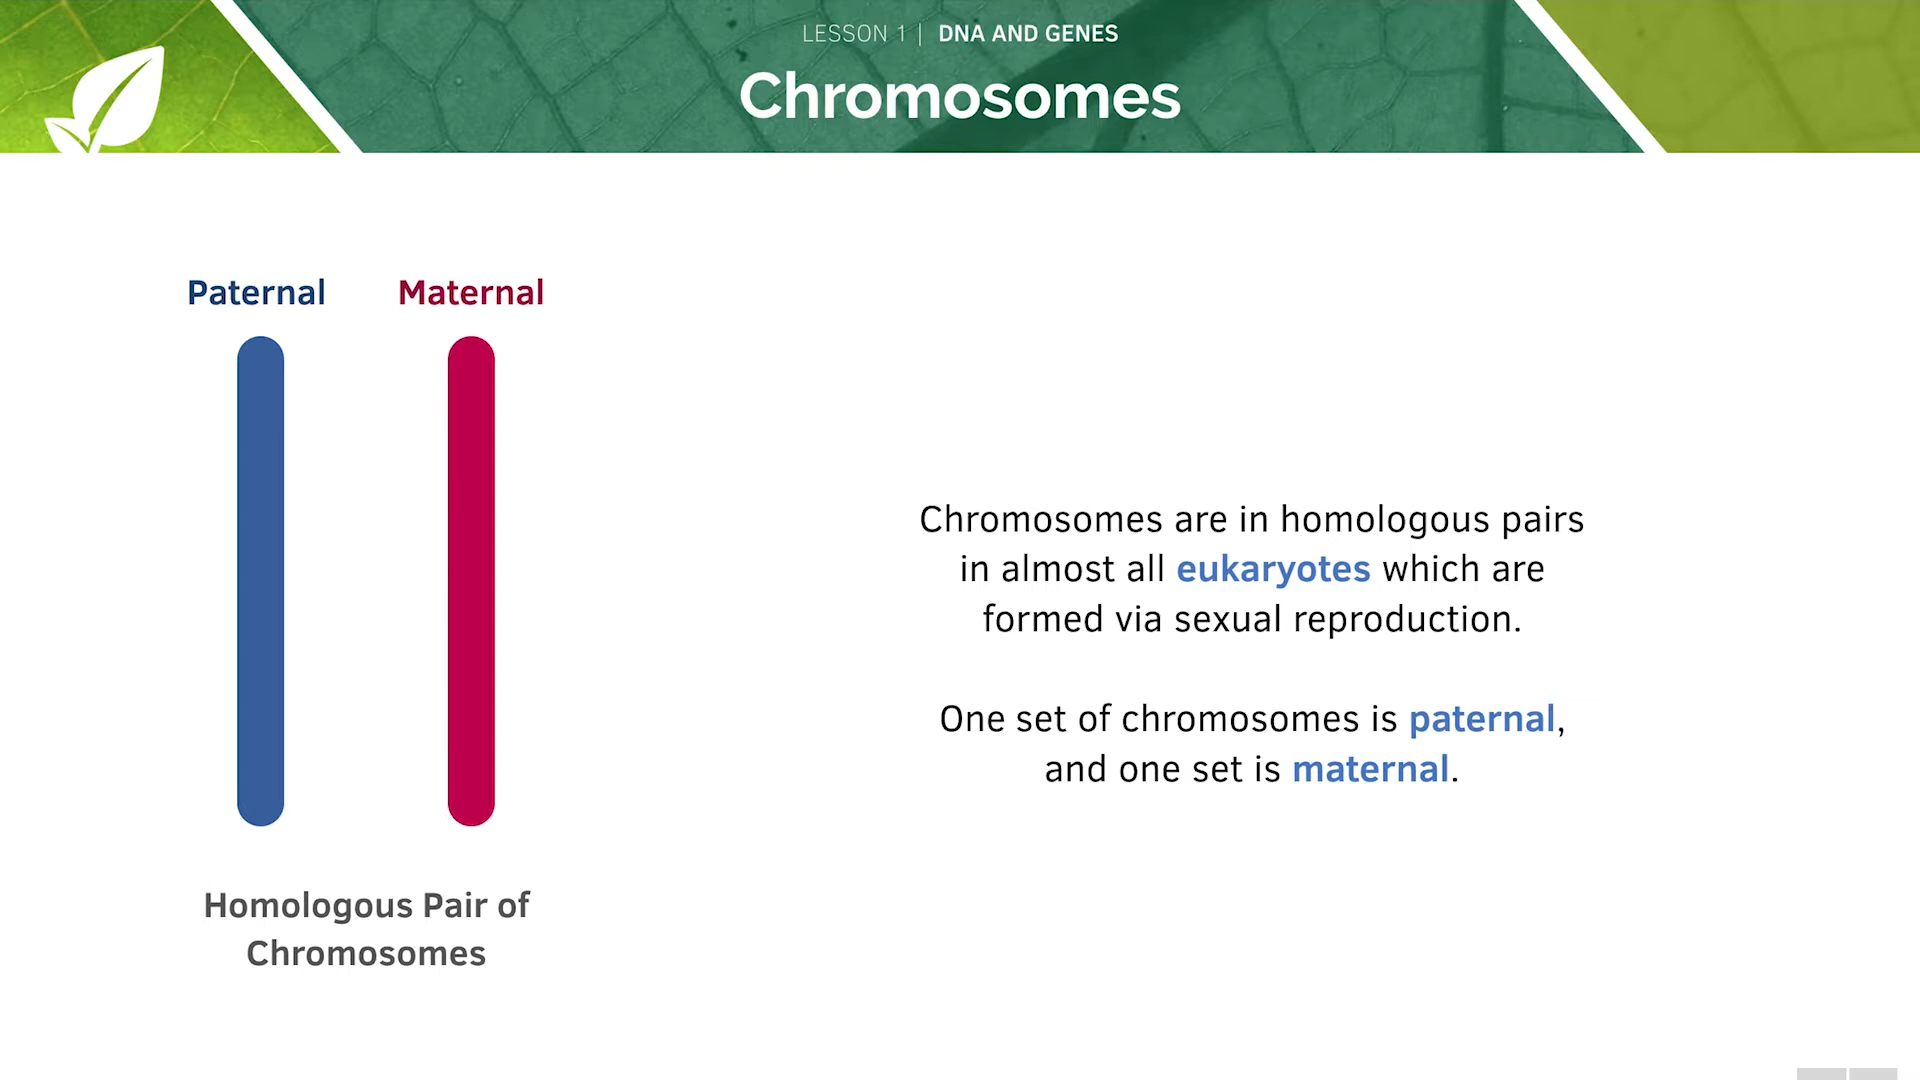 LESSON 1 | DNA AND GENES
Chromosomes
Paternal Maternal
Chromosomes are in homologous pairs
in almost all eukaryotes which are
formed via sexual reproduction.
One set of chromosomes is paternal,
and one set is maternal.
Homologous Pair of
Chromosomes